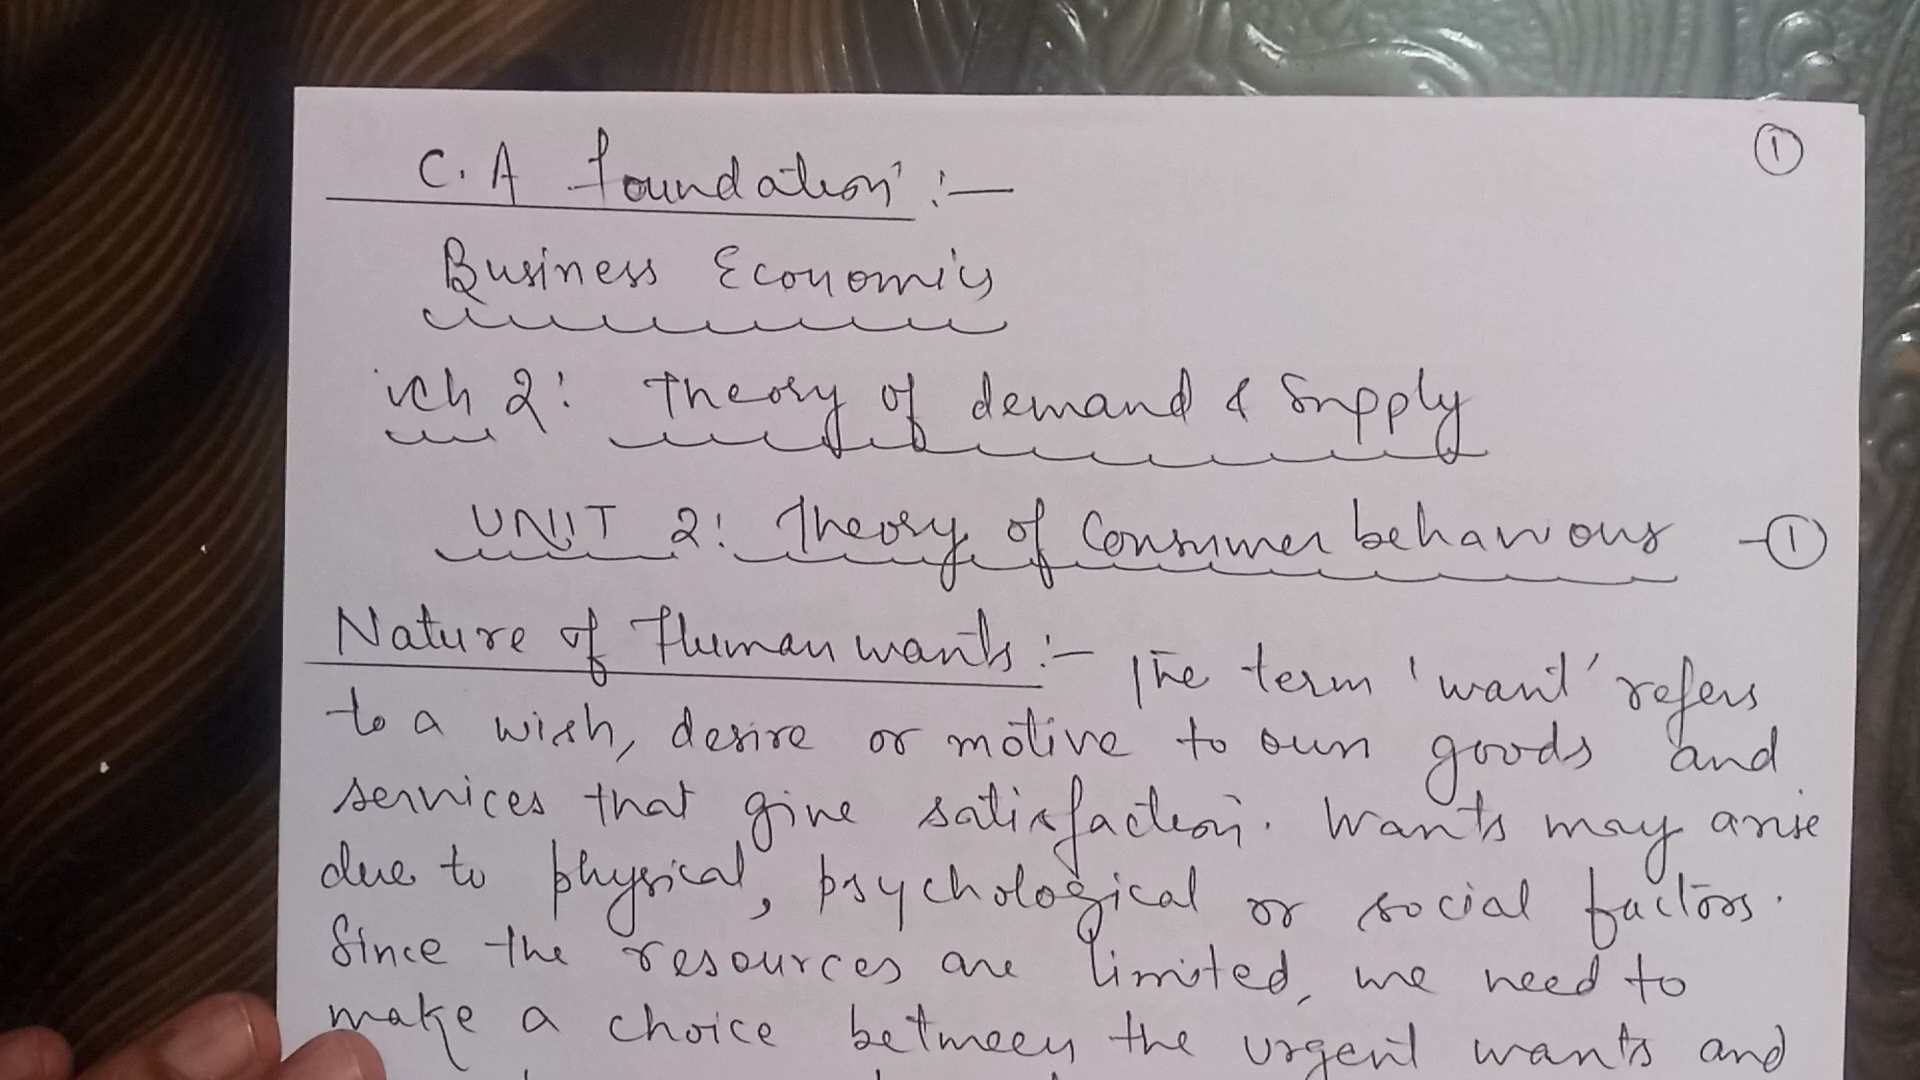 ①
C.A Foundation :-
Business Economics
ch 2: Theory of demand & Supply
UNIT 2: Theory of Consumer behaviour -①
Nature of Human wants :- The term 'want' refers
to a wish, desire or motive to own goods and
services that give satisfaction. Wants may arise
due to physical, psychological or social factors.
Since the resources are limited, we need to
make a choice between the urgent wants and